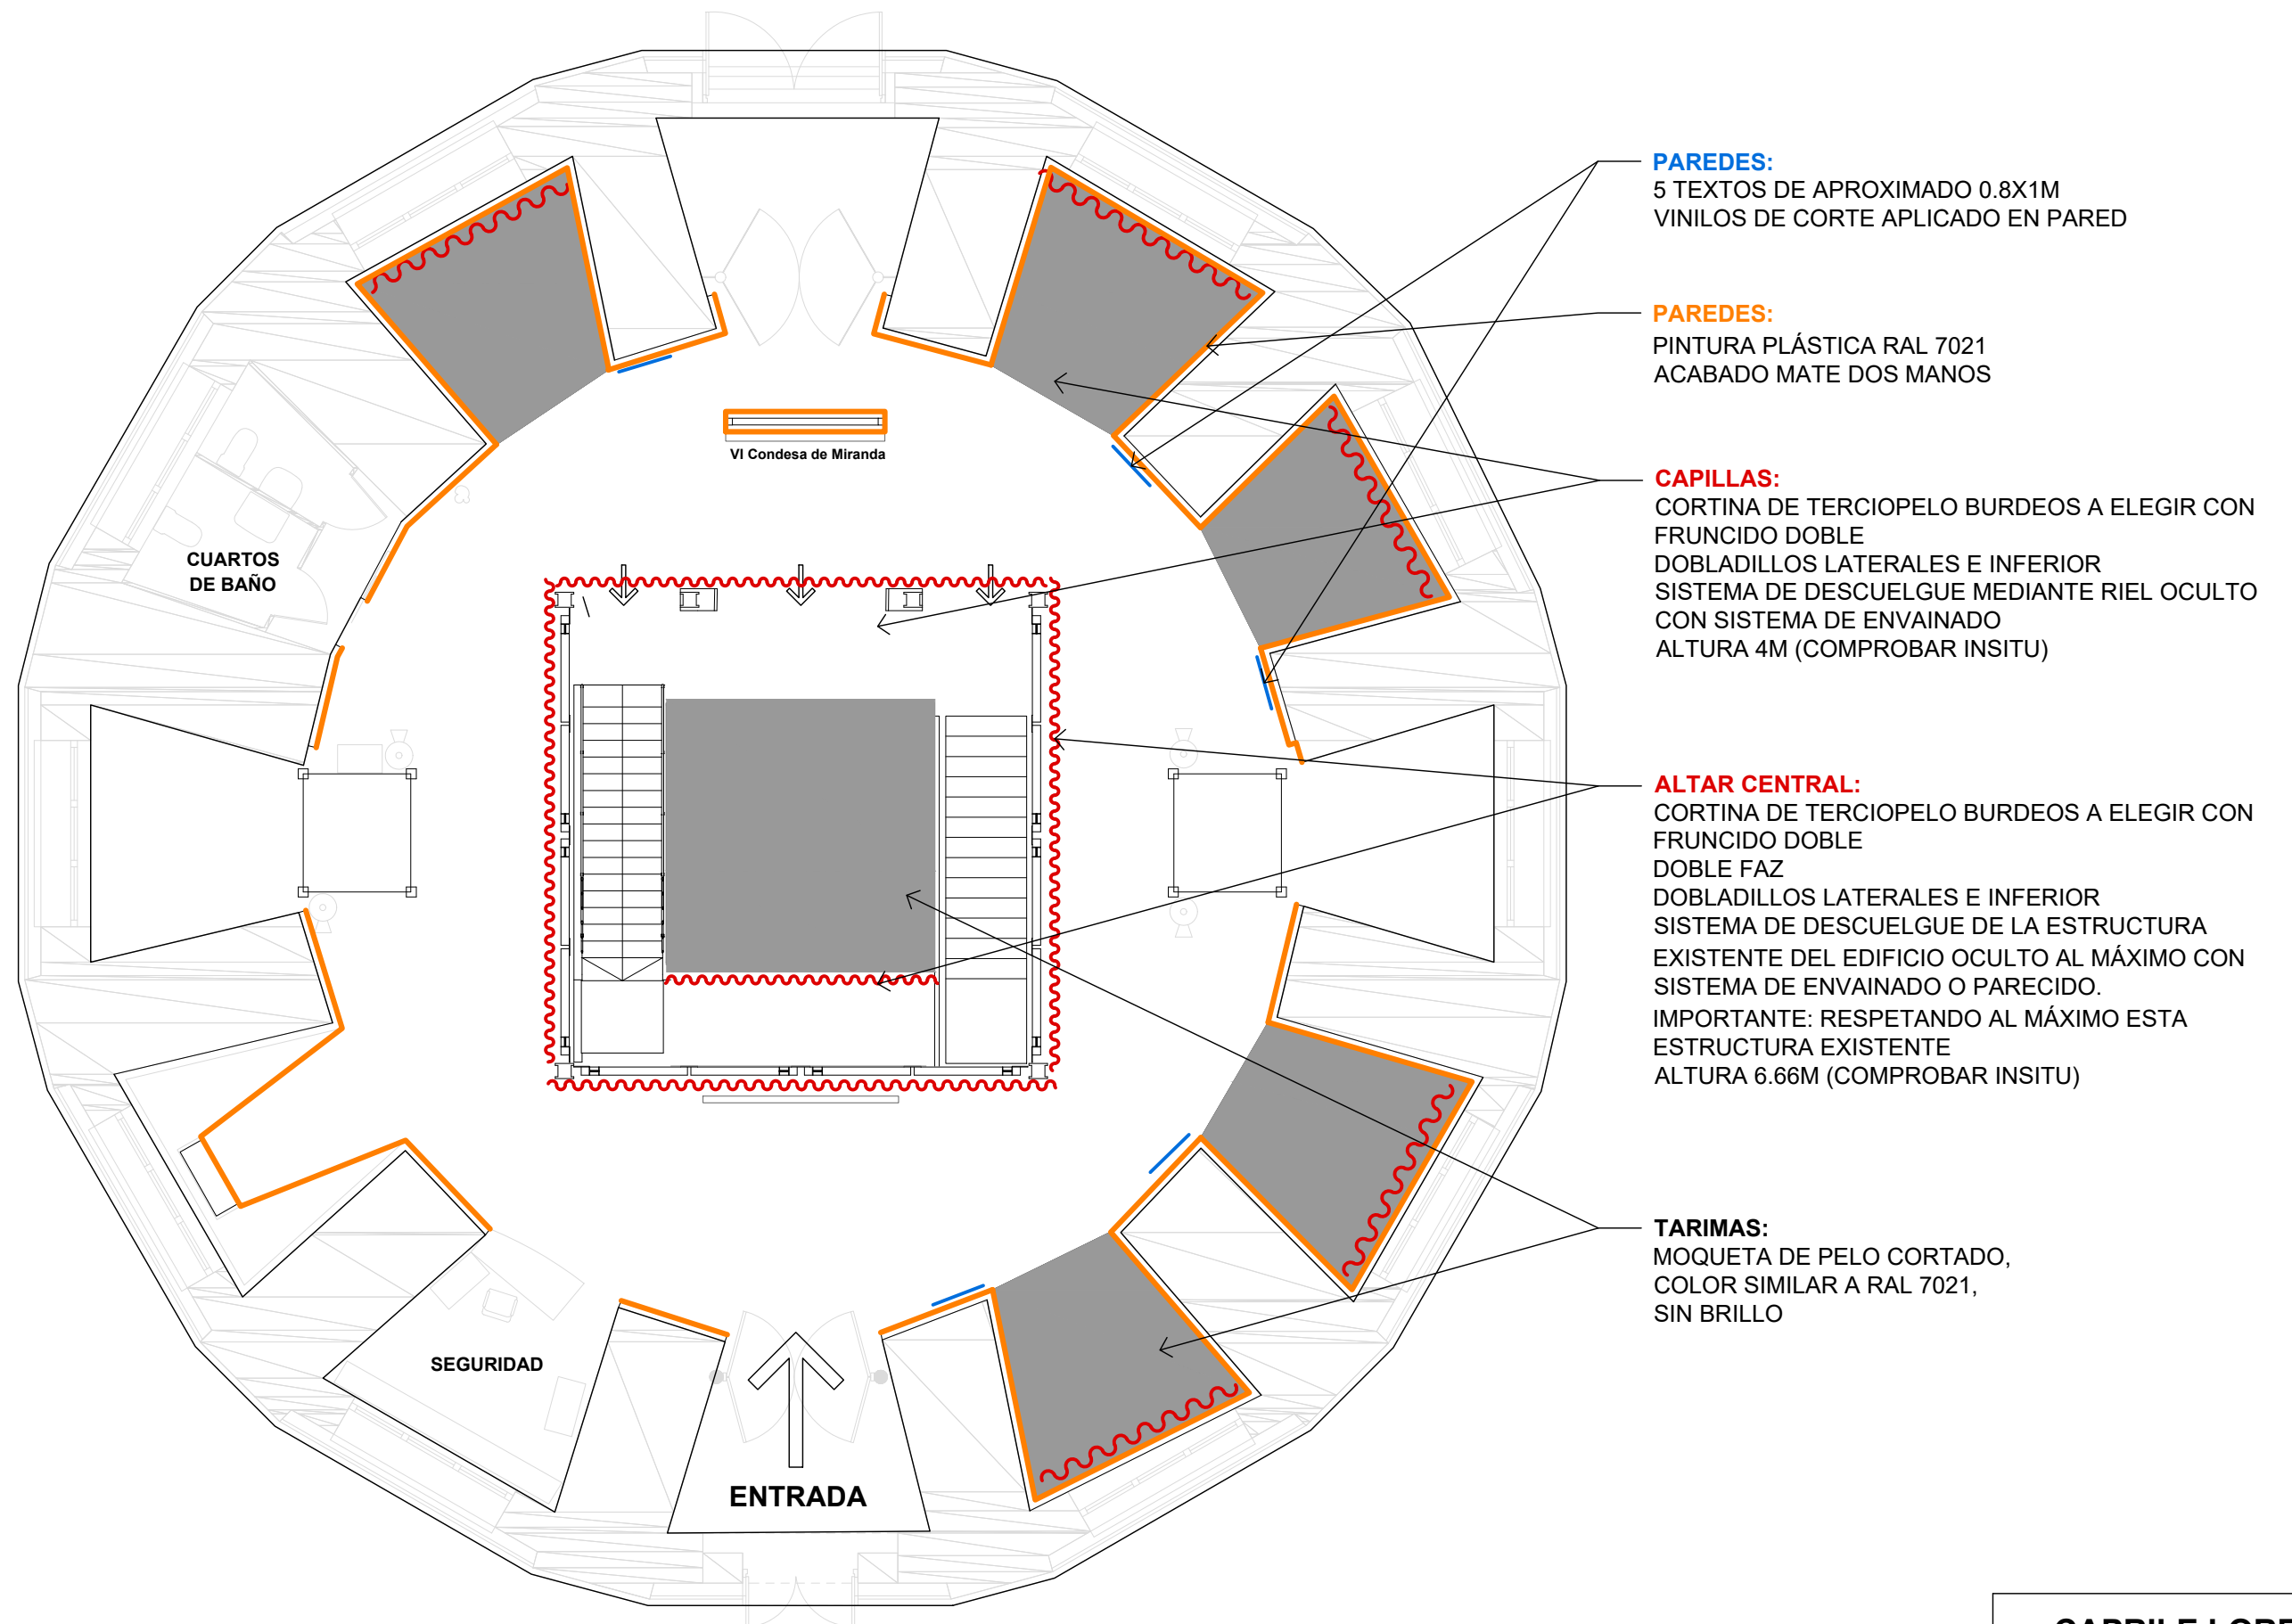 PAREDES:
5 TEXTOS DE APROXIMADO 0.8X1M
VINILOS DE CORTE APLICADO EN PARED
PAREDES:
PINTURA PLÁSTICA RAL 7021
ACABADO MATE DOS MANOS
CAPILLAS:
CORTINA DE TERCIOPELO BURDEOS A ELEGIR CON
FRUNCIDO DOBLE
DOBLADILLOS LATERALES E INFERIOR
SISTEMA DE DESCUELGUE MEDIANTE RIEL OCULTO
CON SISTEMA DE ENVAINADO
ALTURA 4M (COMPROBAR INSITU)
ALTAR CENTRAL:
CORTINA DE TERCIOPELO BURDEOS A ELEGIR CON
FRUNCIDO DOBLE
DOBLE FAZ
DOBLADILLOS LATERALES E INFERIOR
SISTEMA DE DESCUELGUE DE LA ESTRUCTURA
EXISTENTE DEL EDIFICIO OCULTO AL MÁXIMO CON
SISTEMA DE ENVAINADO O PARECIDO.
IMPORTANTE: RESPETANDO AL MÁXIMO ESTA
ESTRUCTURA EXISTENTE
ALTURA 6.66M (COMPROBAR INSITU)
TARIMAS:
MOQUETA DE PELO CORTADO,
COLOR SIMILAR A RAL 7021,
SIN BRILLO
VI Condesa de Miranda
CUARTOS
DE BAÑO
SEGURIDAD
ENTRADA